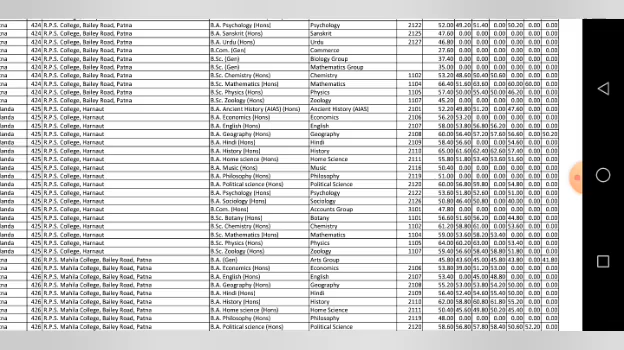 na 424 R.P.S. College, Bailey Road, Patna B.A. Psychology (Hons) Psychology 2122 52.00 49.20 51.40 0.00 50.20 0.00 0.00
na 424 R.P.S. College, Bailey Road, Patna B.A. Sanskrit (Hons) Sanskrit 2125 47.60 0.00 0.00 0.00 0.00 0.00 0.00
na 424 R.P.S. College, Bailey Road, Patna B.A. Urdu (Hons) Urdu 2127 46.80 0.00 0.00 0.00 0.00 0.00 0.00
na 424 R.P.S. College, Bailey Road, Patna B.Com. (Gen) Commerce 27.60 0.00 0.00 0.00 0.00 0.00 0.00
na 424 R.P.S. College, Bailey Road, Patna B.Sc. (Gen) Biology Group 37.40 0.00 0.00 0.00 0.00 0.00 0.00
na 424 R.P.S. College, Bailey Road, Patna B.Sc. (Gen) Mathematics Group 35.00 0.00 0.00 0.00 0.00 0.00 0.00
na 424 R.P.S. College, Bailey Road, Patna B.Sc. Chemistry (Hons) Chemistry 1102 53.20 48.60 50.40 50.60 0.00 0.00 0.00
na 424 R.P.S. College, Bailey Road, Patna B.Sc. Mathematics (Hons) Mathematics 1104 66.40 51.60 63.60 0.00 60.00 60.00 0.00
na 424 R.P.S. College, Bailey Road, Patna B.Sc. Physics (Hons) Physics 1105 57.40 50.00 55.40 50.00 46.20 0.00 0.00
na 424 R.P.S. College, Bailey Road, Patna B.Sc. Zoology (Hons) Zoology 1107 45.20 0.00 0.00 0.00 0.00 0.00 0.00
landa 425 R.P.S. College, Harnaut B.A. Ancient History (AIAS) (Hons) Ancient History (AIAS) 2101 52.20 49.80 51.20 0.00 47.60 0.00 0.00
landa 425 R.P.S. College, Harnaut B.A. Economics (Hons) Economics 2106 56.20 53.20 0.00 0.00 0.00 0.00 0.00
landa 425 R.P.S. College, Harnaut B.A. English (Hons) English 2107 58.00 53.80 56.80 56.20 0.00 0.00 0.00
landa 425 R.P.S. College, Harnaut B.A. Geography (Hons) Geography 2108 60.00 56.40 57.20 57.60 56.60 0.00 50.20
landa 425 R.P.S. College, Harnaut B.A. Hindi (Hons) Hindi 2109 58.40 56.60 0.00 0.00 54.60 0.00 0.00
landa 425 R.P.S. College, Harnaut B.A. History (Hons) History 2110 65.00 61.60 62.40 62.60 57.40 0.00 0.00
landa 425 R.P.S. College, Harnaut B.A. Home science (Hons) Home Science 2111 55.80 51.80 53.40 53.60 51.60 0.00 0.00
landa 425 R.P.S. College, Harnaut B.A. Music (Hons) Music 2116 50.40 0.00 0.00 0.00 0.00 0.00 0.00
landa 425 R.P.S. College, Harnaut B.A. Philosophy (Hons) Philosophy 2119 51.00 0.00 0.00 0.00 0.00 0.00 0.00
landa 425 R.P.S. College, Harnaut B.A. Political science (Hons) Political Science 2120 60.00 56.80 59.80 0.00 54.80 0.00 0.00
landa 425 R.P.S. College, Harnaut B.A. Psychology (Hons) Psychology 2122 53.60 51.80 52.60 0.00 51.00 0.00 0.00
landa 425 R.P.S. College, Harnaut B.A. Sociology (Hons) Sociology 2126 50.80 46.40 50.80 0.00 40.00 0.00 0.00
landa 425 R.P.S. College, Harnaut B.Com. (Hons) Accounts Group 3101 47.80 0.00 0.00 0.00 0.00 0.00 0.00
landa 425 R.P.S. College, Harnaut B.Sc. Botany (Hons) Botany 1101 56.60 51.60 56.20 0.00 44.80 0.00 0.00
landa 425 R.P.S. College, Harnaut B.Sc. Chemistry (Hons) Chemistry 1102 61.20 58.80 61.00 0.00 53.60 0.00 0.00
landa 425 R.P.S. College, Harnaut B.Sc. Mathematics (Hons) Mathematics 1104 59.00 53.60 58.20 53.40 0.00 0.00 0.00
landa 425 R.P.S. College, Harnaut B.Sc. Physics (Hons) Physics 1105 64.00 60.20 63.00 0.00 53.40 0.00 0.00
landa 425 R.P.S. College, Harnaut B.Sc. Zoology (Hons) Zoology 1107 59.40 56.60 58.40 58.80 51.80 0.00 0.00
na 426 R.P.S. Mahila College, Bailey Road, Patna B.A. (Gen) Arts Group 45.80 43.60 45.00 45.80 43.80 0.00 41.80
na 426 R.P.S. Mahila College, Bailey Road, Patna B.A. Economics (Hons) Economics 2106 53.80 39.00 51.20 53.00 0.00 0.00 0.00
na 426 R.P.S. Mahila College, Bailey Road, Patna B.A. English (Hons) English 2107 53.40 0.00 45.00 48.80 0.00 0.00 0.00
na 426 R.P.S. Mahila College, Bailey Road, Patna B.A. Geography (Hons) Geography 2108 55.20 53.00 53.80 54.20 50.00 0.00 0.00
na 426 R.P.S. Mahila College, Bailey Road, Patna B.A. Hindi (Hons) Hindi 2109 56.40 52.40 54.60 55.40 50.00 0.00 0.00
na 426 R.P.S. Mahila College, Bailey Road, Patna B.A. History (Hons) History 2110 62.00 58.80 60.80 61.80 55.20 0.00 0.00
na 426 R.P.S. Mahila College, Bailey Road, Patna B.A. Home science (Hons) Home Science 2111 50.40 45.60 49.80 50.20 45.40 0.00 0.00
na 426 R.P.S. Mahila College, Bailey Road, Patna B.A. Philosophy (Hons) Philosophy 2119 48.00 0.00 0.00 0.00 0.00 0.00 0.00
na 426 R.P.S. Mahila College, Bailey Road, Patna B.A. Political science (Hons) Political Science 2120 58.60 56.80 57.80 58.40 50.60 52.20 0.00